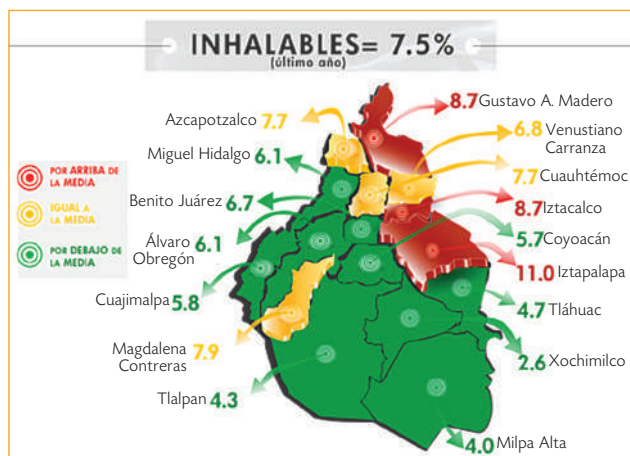 INHALABLES= 7.5%
(último año)
8.7 Gustavo A. Madero
Azcapotzalco 7.7
6.8 Venustiano
Carranza
Miguel Hidalgo 6.1
POR ARRIBA DE
LA MEDIA
7.7 Cuauhtémoc
Benito Juárez 6.7
8.7 Iztacalco
IGUAL A
LA MEDIA
Álvaro
Obregón 6.1
5.7 Coyoacán
POR DEBAJO DE
LA MEDIA
11.0 Iztapalapa
Cuajimalpa 5.8
4.7 Tláhuac
Magdalena
Contreras 7.9
2.6 Xochimilco
Tlalpan 4.3
4.0 Milpa Alta